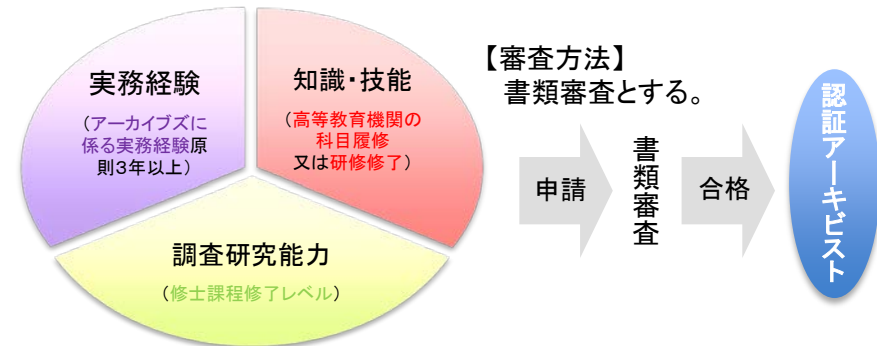 実務経験
（アーカイブズに
係る実務経験原
則３年以上）
知識・技能
（高等教育機関の
科目履修
又は研修修了）
調査研究能力
（修士課程修了レベル）
【審査方法】
書類審査とする。
申請
書類審査
合格
認証アーキビスト